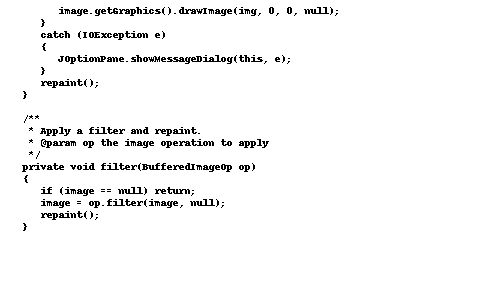 image.getGraphics().drawImage(img, 0, 0, null);
}
catch (IOException e)
{
JOptionPane.showMessageDialog(this, e);
}
repaint();
}
/**
* Apply a filter and repaint.
* @param op the image operation to apply
*/
private void filter(BufferedImageOp op)
{
if (image == null) return;
image = op.filter(image, null);
repaint();
}